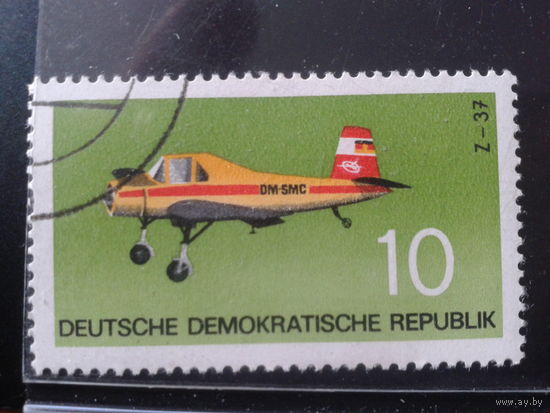 Z-37
DM-SMC
10
DEUTSCHE DEMOKRATISCHE REPUBLIK
www.ay.by